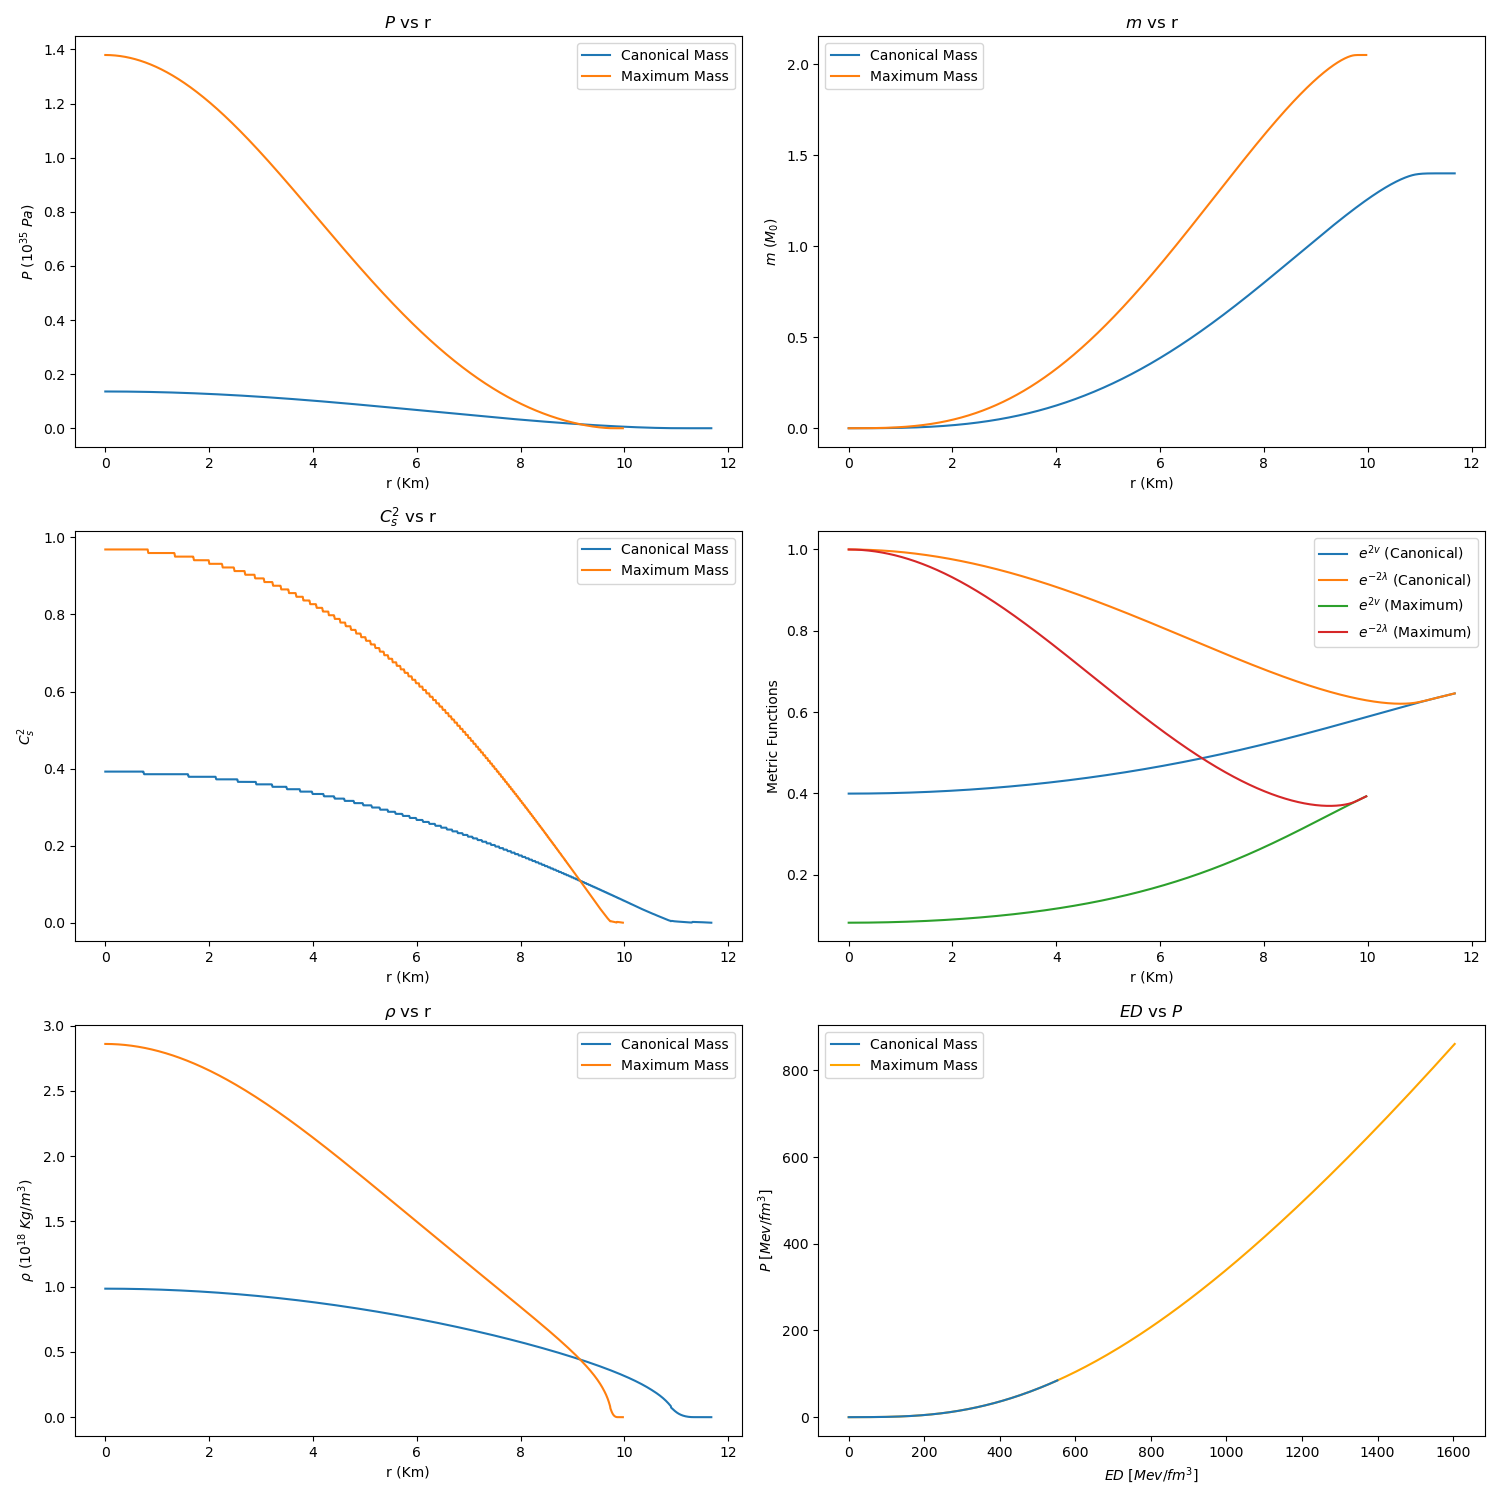 P vs r
P (10^35 Pa)
1.4
1.2
1.0
0.8
0.6
0.4
0.2
0.0
Canonical Mass
Maximum Mass
0 2 4 6 8 10 12
r (Km)
m vs r
m (M_0)
2.0
1.5
1.0
0.5
0.0
Canonical Mass
Maximum Mass
0 2 4 6 8 10 12
r (Km)
C_s^2 vs r
C_s^2
1.0
0.8
0.6
0.4
0.2
0.0
Canonical Mass
Maximum Mass
0 2 4 6 8 10 12
r (Km)
Metric Functions
1.0
0.8
0.6
0.4
0.2
e^{2v} (Canonical)
e^{-2λ} (Canonical)
e^{2v} (Maximum)
e^{-2λ} (Maximum)
0 2 4 6 8 10 12
r (Km)
ρ vs r
ρ (10^18 Kg/m^3)
3.0
2.5
2.0
1.5
1.0
0.5
0.0
Canonical Mass
Maximum Mass
0 2 4 6 8 10 12
r (Km)
ED vs P
P [Mev/fm^3]
800
600
400
200
0
Canonical Mass
Maximum Mass
0 200 400 600 800 1000 1200 1400 1600
ED [Mev/fm^3]